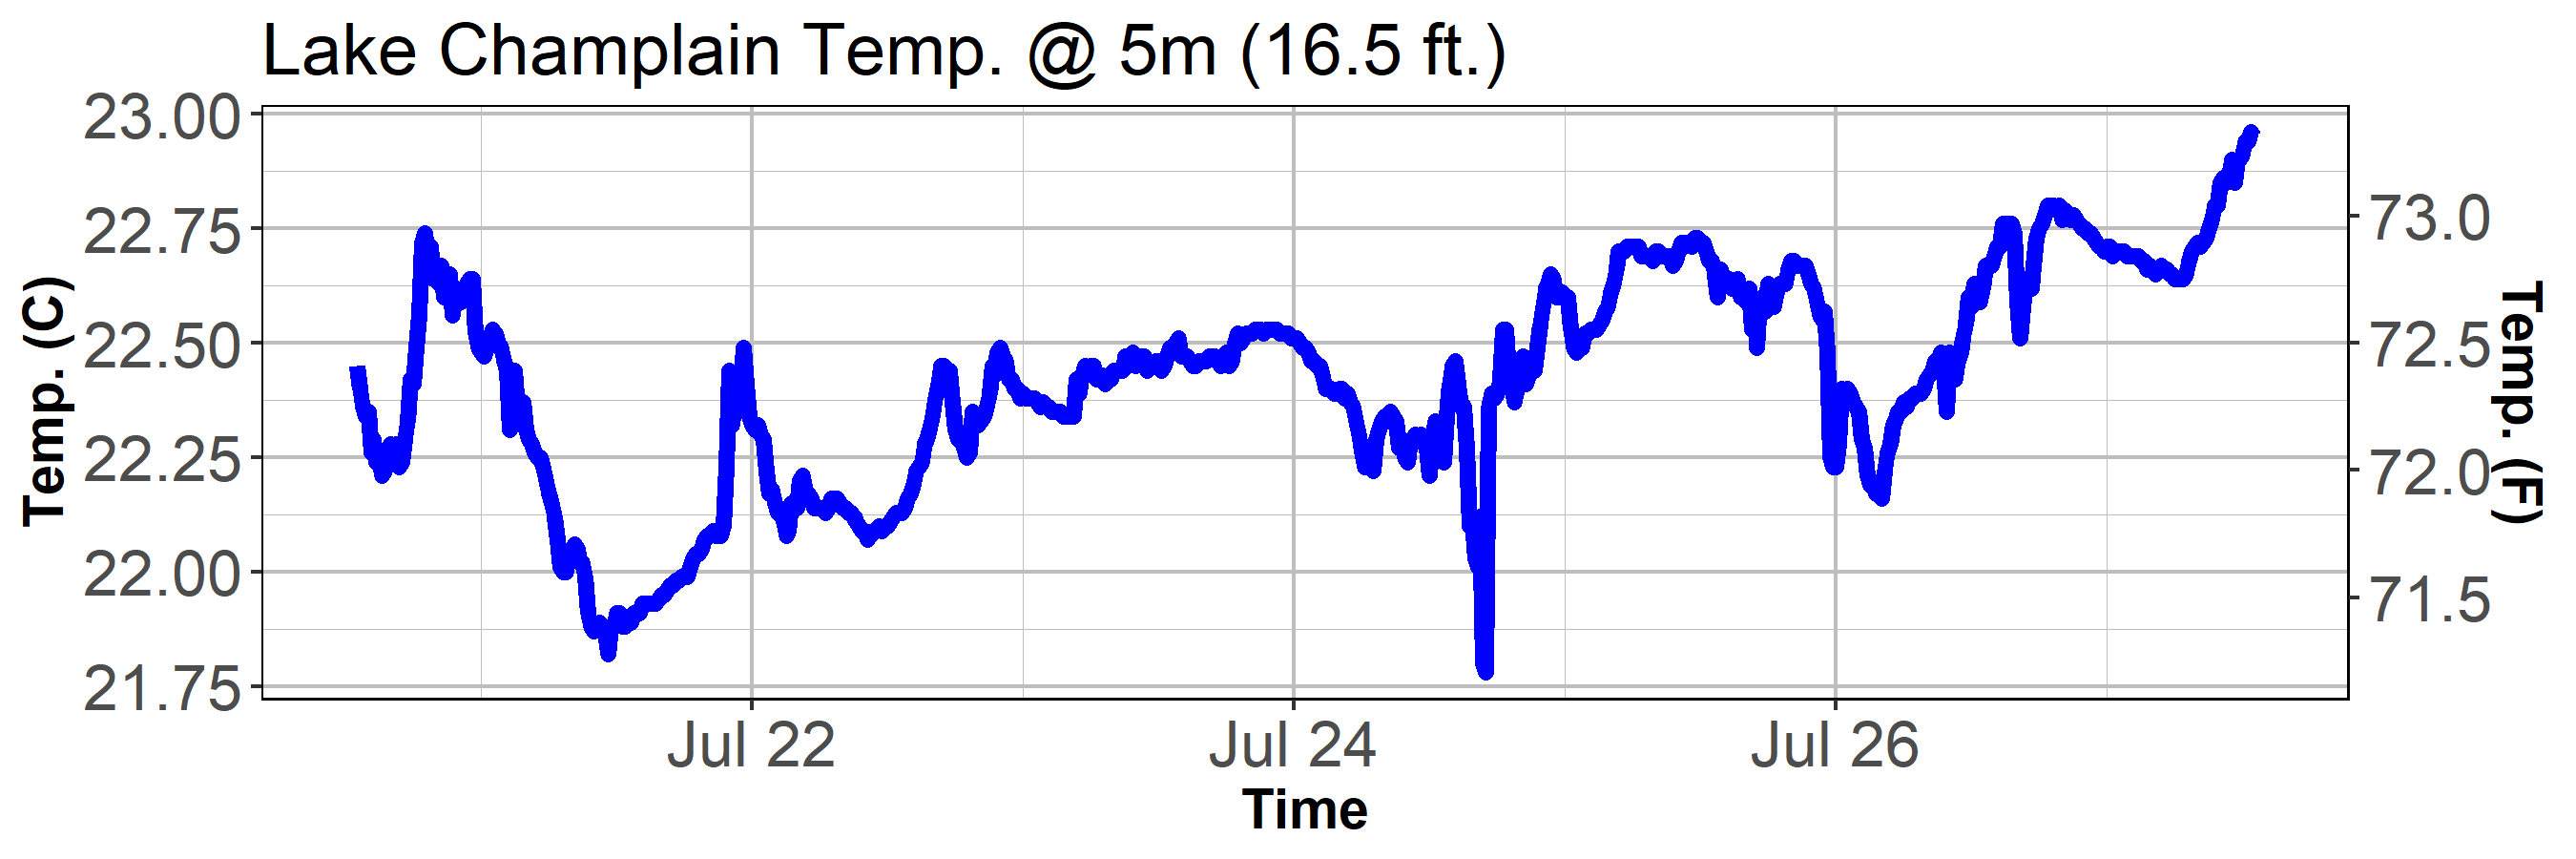 Lake Champlain Temp. @ 5m (16.5 ft.)
23.00
22.75
22.50
22.25
22.00
21.75
Temp. (C)
73.0
72.5
72.0
71.5
Temp. (F)
Jul 22
Jul 24
Jul 26
Time